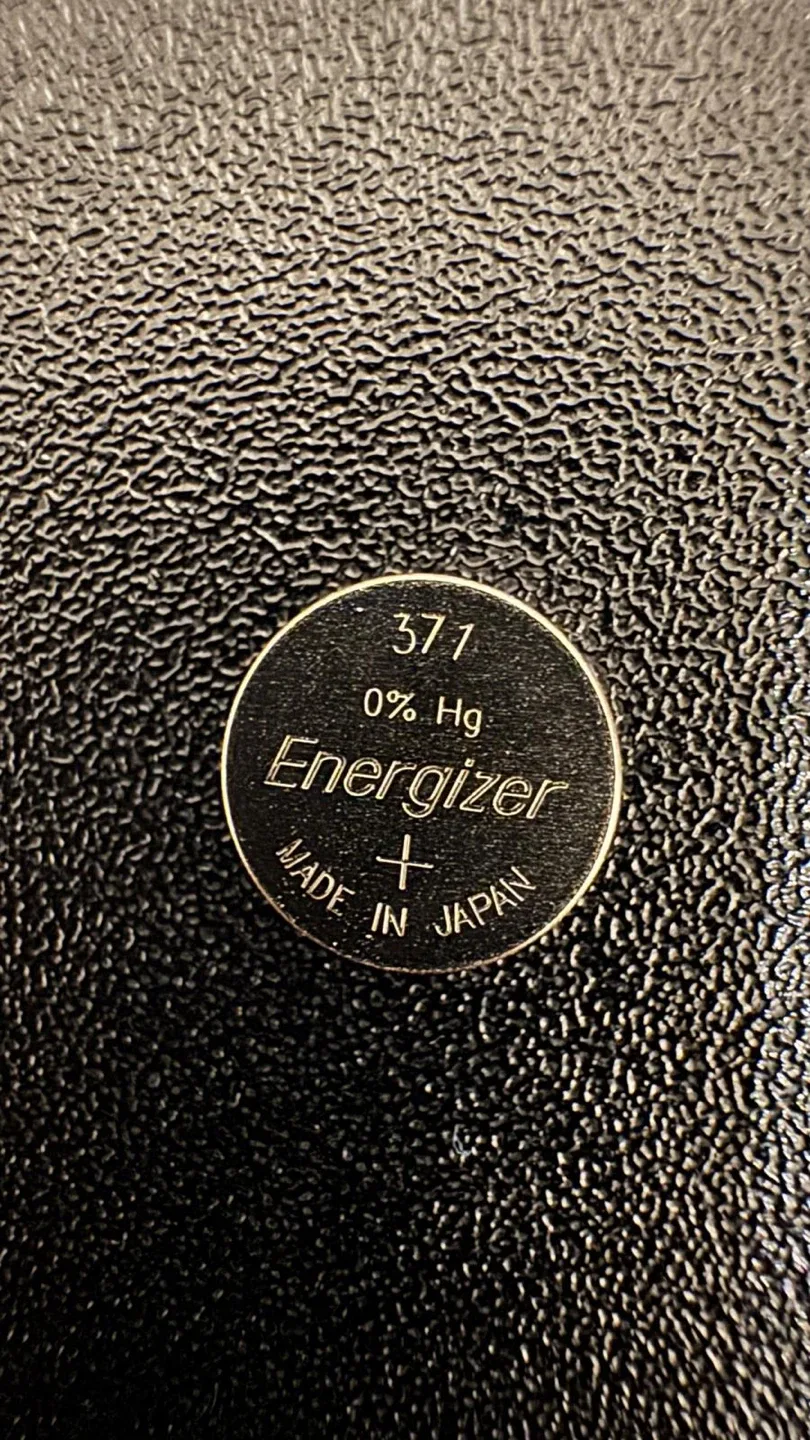 371
0% Hg
Energizer
+
MADE IN JAPAN